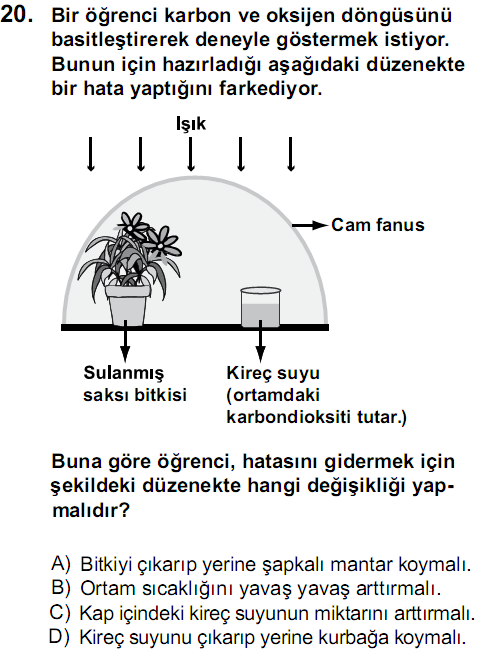 20. Bir öğrenci karbon ve oksijen döngüsünü
basitleştirerek deneyle göstermek istiyor.
Bunun için hazırladığı aşağıdaki düzenekte
bir hata yaptığını farkediyor.
Işık
Cam fanus
Sulanmış
saksı bitkisi
Kireç suyu
(ortamdaki
karbondioksiti tutar.)
Buna göre öğrenci, hatasını gidermek için
şekildeki düzenekte hangi değişikliği yap-
malıdır?
A) Bitkiyi çıkarıp yerine şapkalı mantar koymalı.
B) Ortam sıcaklığını yavaş yavaş arttırmalı.
C) Kap içindeki kireç suyunun miktarını arttırmalı.
D) Kireç suyunu çıkarıp yerine kurbağa koymalı.